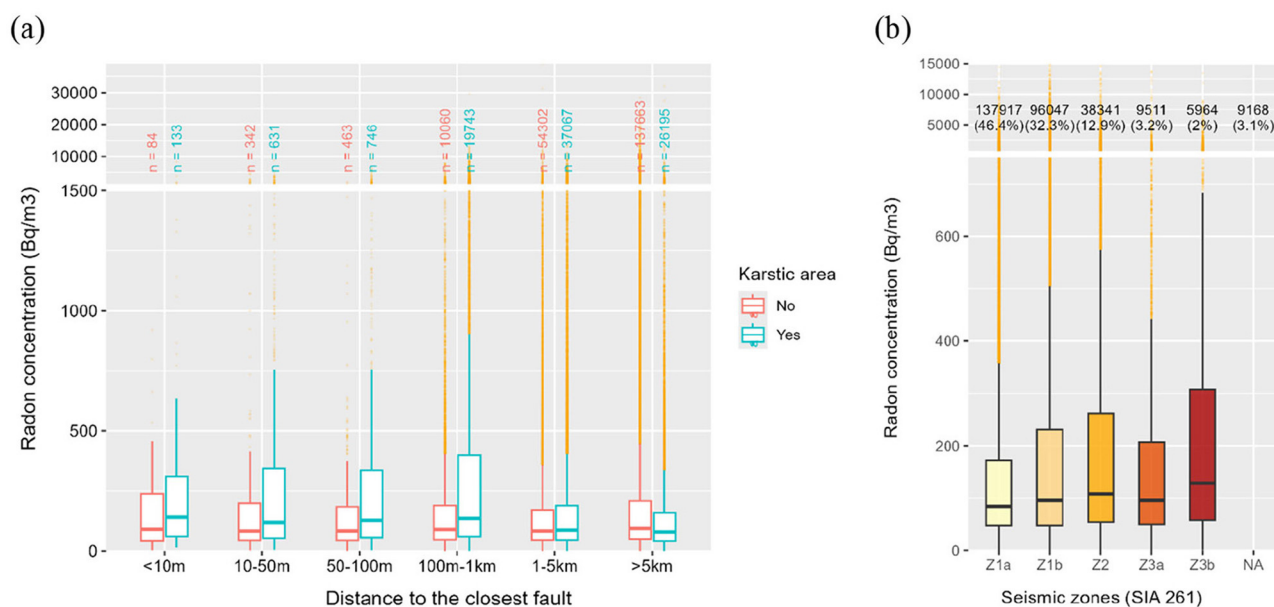 (a)
Radon concentration (Bq/m3)
30000
20000
10000
1500
1000
500
0
n = 84
n = 133
n = 342
n = 631
n = 463
n = 746
n = 10060
n = 19743
n = 54302
n = 37067
n = 137663
n = 26195
<10m
10-50m
50-100m
100m-1km
1-5km
>5km
Distance to the closest fault
Karstic area
No
Yes
(b)
Radon concentration (Bq/m3)
15000
10000
5000
600
400
200
0
137917 96047 38341 9511 5964 9168
(46.4%) (32.3%) (12.9%) (3.2%) (2%) (3.1%)
Z1a Z1b Z2 Z3a Z3b NA
Seismic zones (SIA 261)